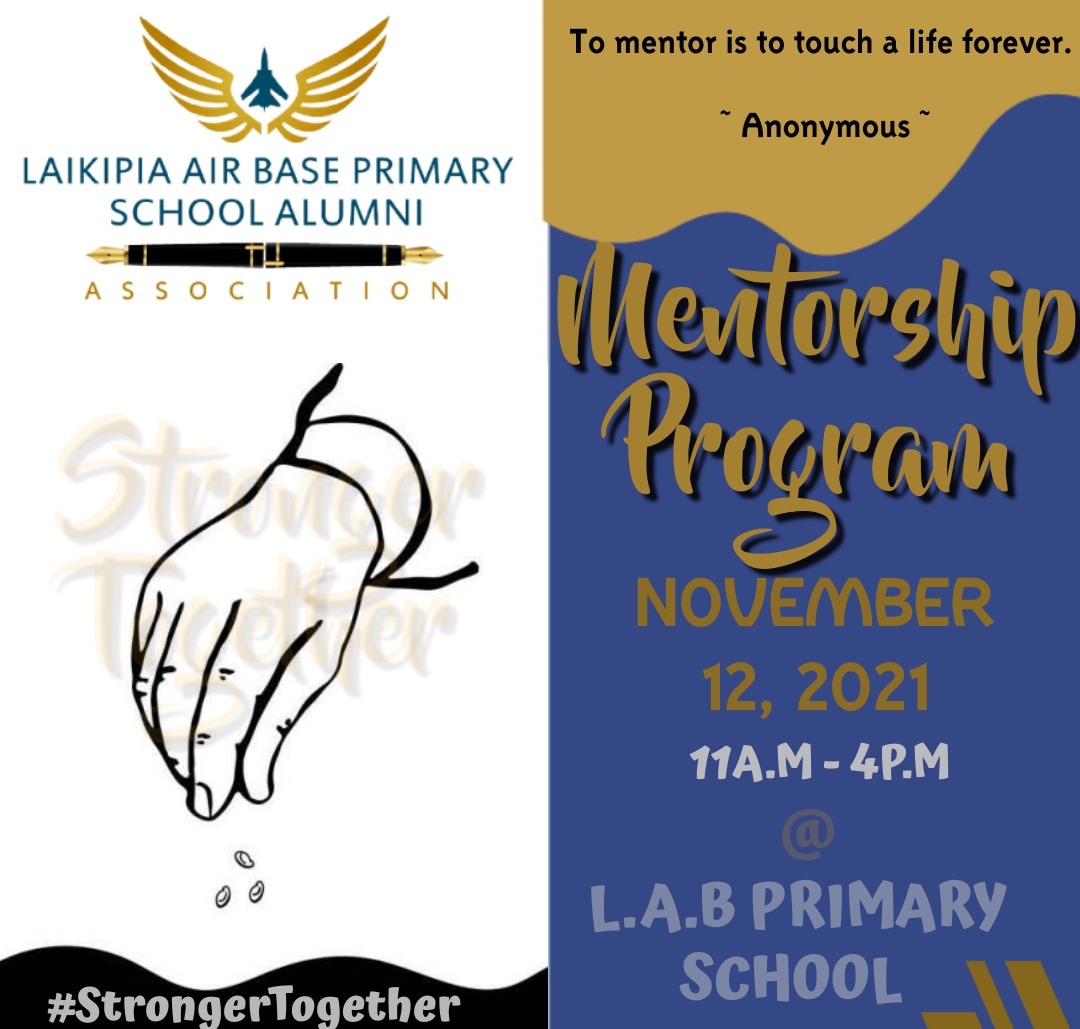 LAIKIPIA AIR BASE PRIMARY
SCHOOL ALUMNI
ASSOCIATION
Stronger
Together
#StrongerTogether
To mentor is to touch a life forever.
~ Anonymous ~
Mentorship
Program
NOVEMBER
12, 2021
11A.M - 4P.M
@
L.A.B PRIMARY
SCHOOL